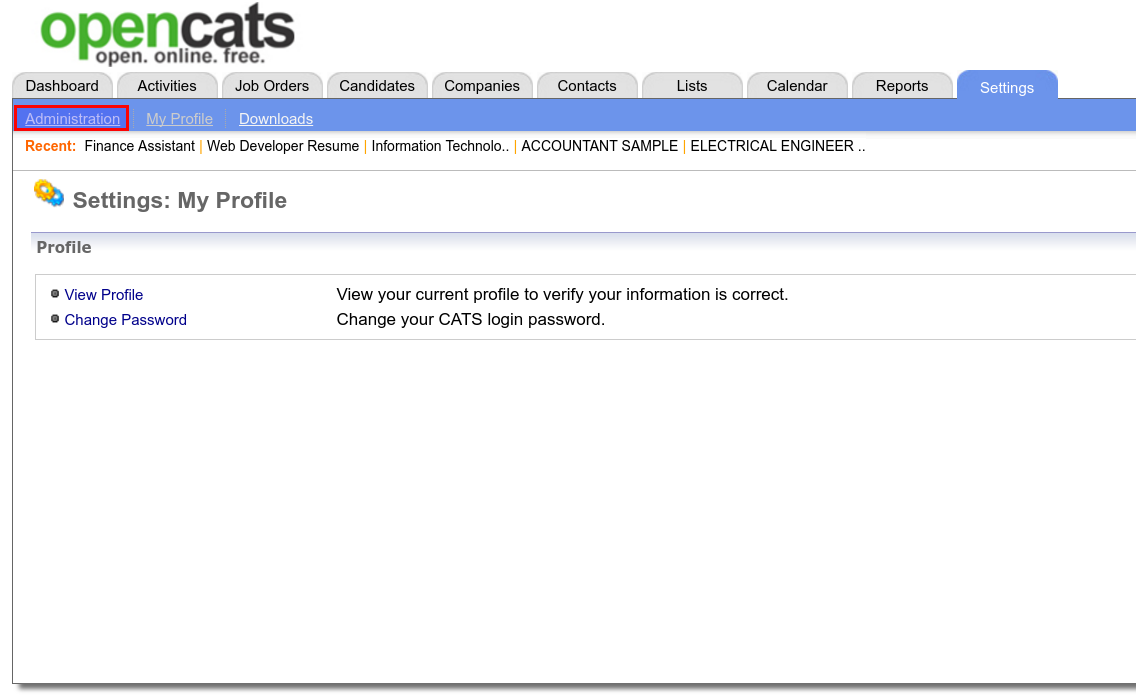 opencats
open. online. free.
Dashboard Activities Job Orders Candidates Companies Contacts Lists Calendar Reports Settings
Administration My Profile Downloads
Recent: Finance Assistant | Web Developer Resume | Information Technolo.. | ACCOUNTANT SAMPLE | ELECTRICAL ENGINEER ..
Settings: My Profile
Profile
View Profile View your current profile to verify your information is correct.
Change Password Change your CATS login password.